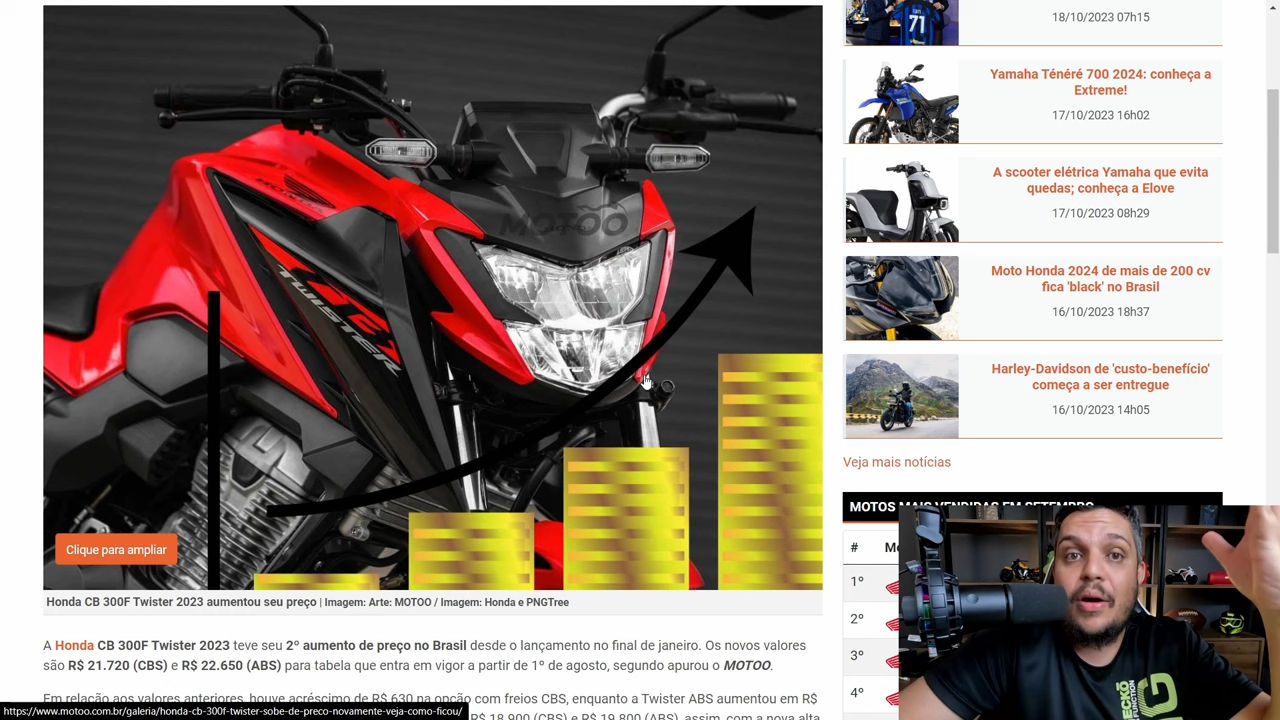 MOTOO
TWISTER
Clique para ampliar
Honda CB 300F Twister 2023 aumentou seu preço | Imagem: Arte: MOTOO / Imagem: Honda e PNGTree
A Honda CB 300F Twister 2023 teve seu 2º aumento de preço no Brasil desde o lançamento no final de janeiro. Os novos valores
são R$ 21.720 (CBS) e R$ 22.650 (ABS) para tabela que entra em vigor a partir de 1º de agosto, segundo apurou o MOTOO.
Em relação aos valores anteriores, houve acréscimo de R$ 630 na opção com freios CBS, enquanto a Twister ABS aumentou em R$
R$ 18.900 (CBS) e R$ 19.800 (ABS), assim, com a nova alta
https://www.motoo.com.br/galeria/honda-cb-300f-twister-sobe-de-preco-novamente-veja-como-ficou/
71
18/10/2023 07h15
Yamaha Ténéré 700 2024: conheça a
Extreme!
17/10/2023 16h02
A scooter elétrica Yamaha que evita
quedas; conheça a Elove
17/10/2023 08h29
Moto Honda 2024 de mais de 200 cv
fica 'black' no Brasil
16/10/2023 18h37
Harley-Davidson de 'custo-benefício'
começa a ser entregue
16/10/2023 14h05
Veja mais notícias
MOTOS MAIS VENDIDAS EM SETEMBRO
#
1º
2º
3º
4º